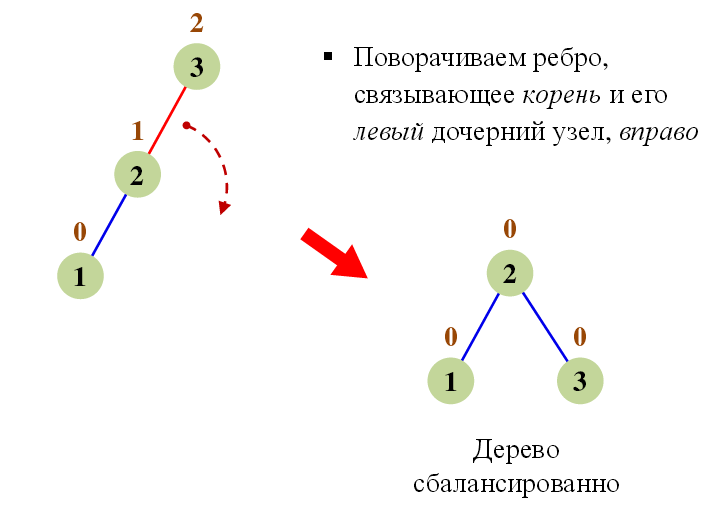 2
3
1
2
0
1
▪ Поворачиваем ребро,
связывающее корень и его
левый дочерний узел, вправо
0
2
0 0
1 3
Дерево
сбалансированно